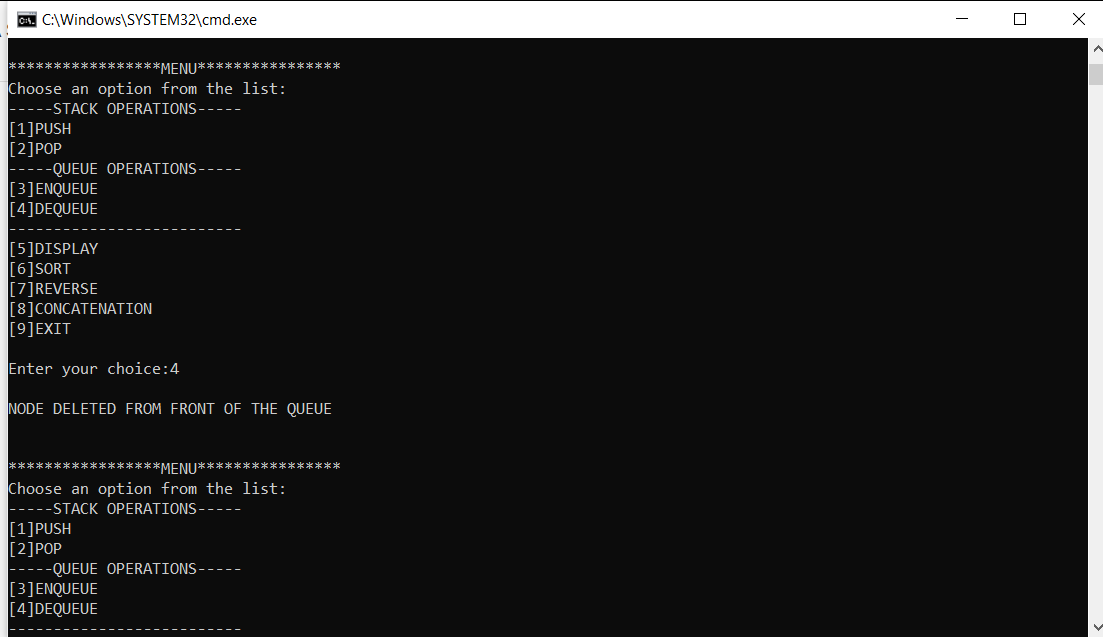 C:\Windows\SYSTEM32\cmd.exe
*****************MENU****************
Choose an option from the list:
-----STACK OPERATIONS-----
[1]PUSH
[2]POP
-----QUEUE OPERATIONS-----
[3]ENQUEUE
[4]DEQUEUE
--------------------------
[5]DISPLAY
[6]SORT
[7]REVERSE
[8]CONCATENATION
[9]EXIT
Enter your choice:4
NODE DELETED FROM FRONT OF THE QUEUE
*****************MENU****************
Choose an option from the list:
-----STACK OPERATIONS-----
[1]PUSH
[2]POP
-----QUEUE OPERATIONS-----
[3]ENQUEUE
[4]DEQUEUE
--------------------------